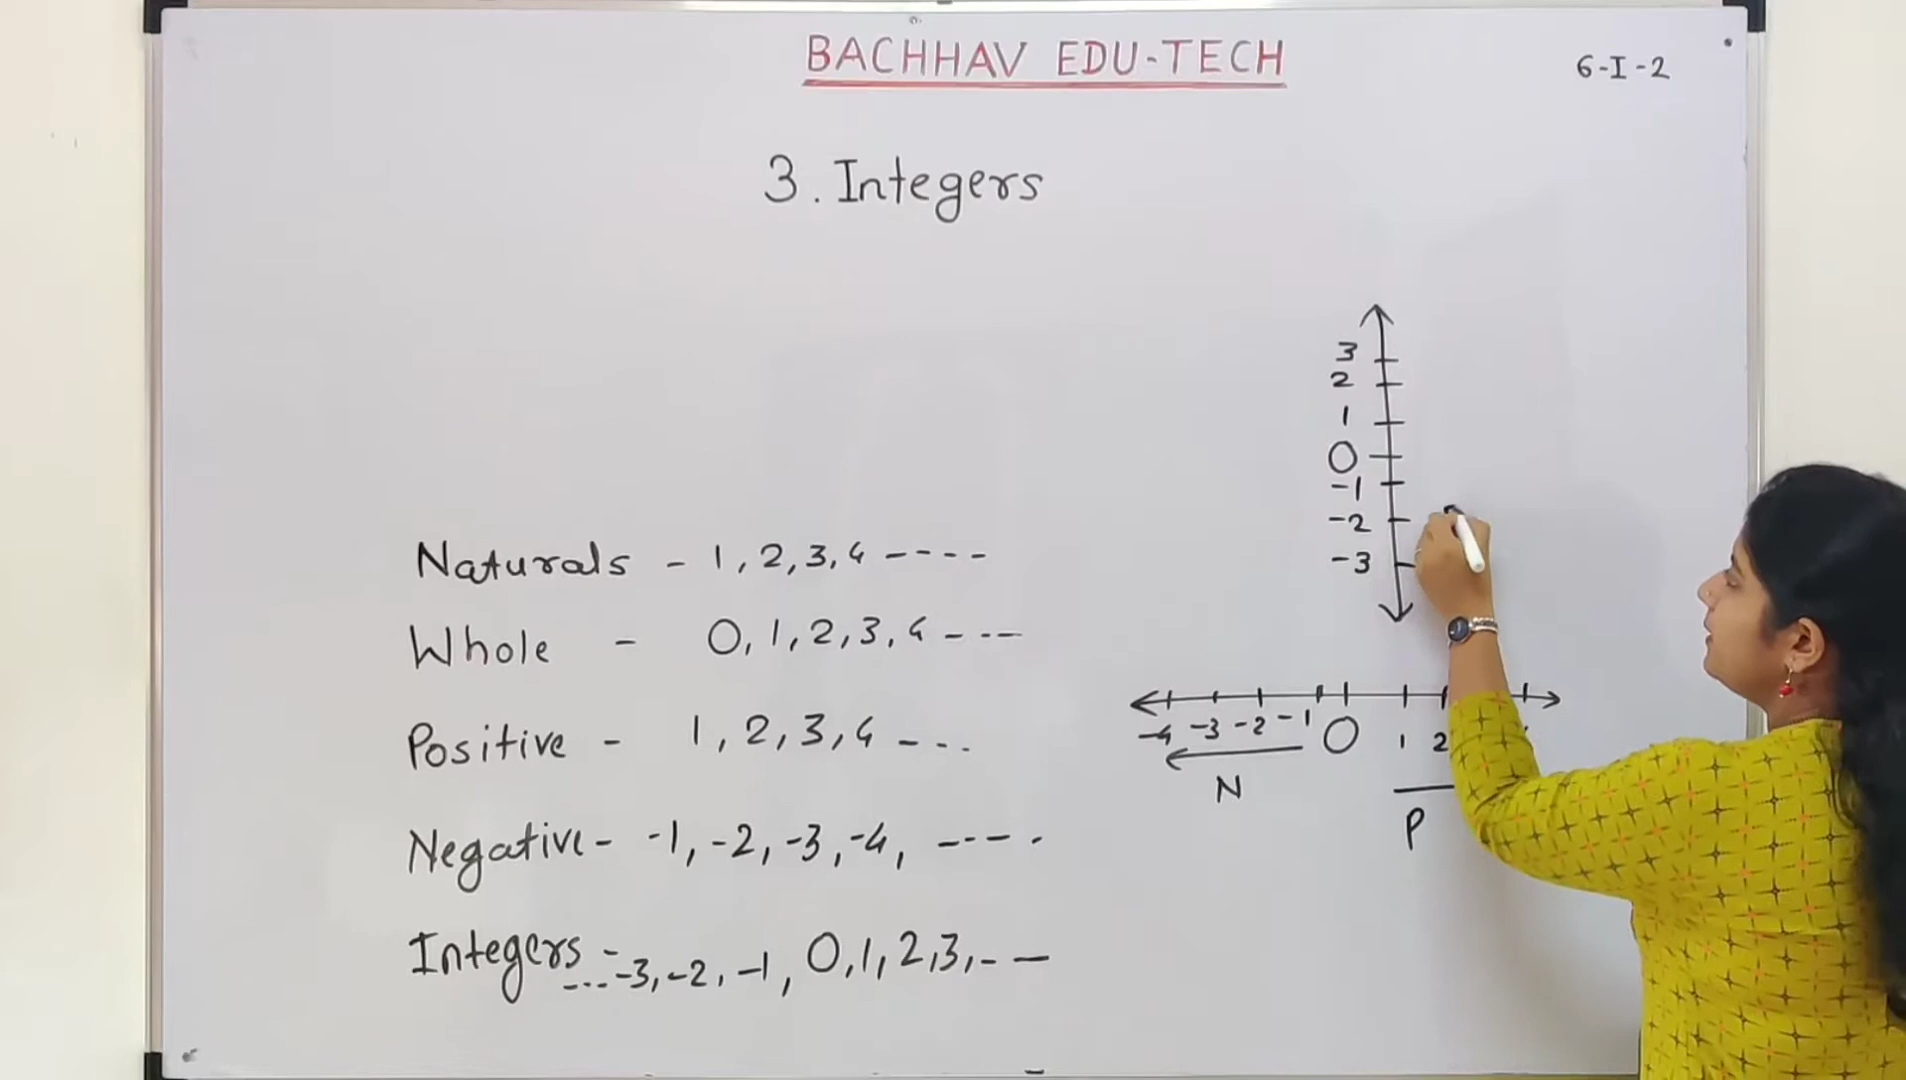 BACHHAV EDU-TECH
6-I-2
3. Integers
3
2
1
0
-1
-2
-3
Naturals - 1, 2, 3, 4 ----
Whole - 0, 1, 2, 3, 4 ----
Positive - 1, 2, 3, 4 ----
Negative - -1, -2, -3, -4, ----
Integers - ... -3, -2, -1, 0, 1, 2, 3, - -
-4 -3 -2 -1 0 1 2
N
P